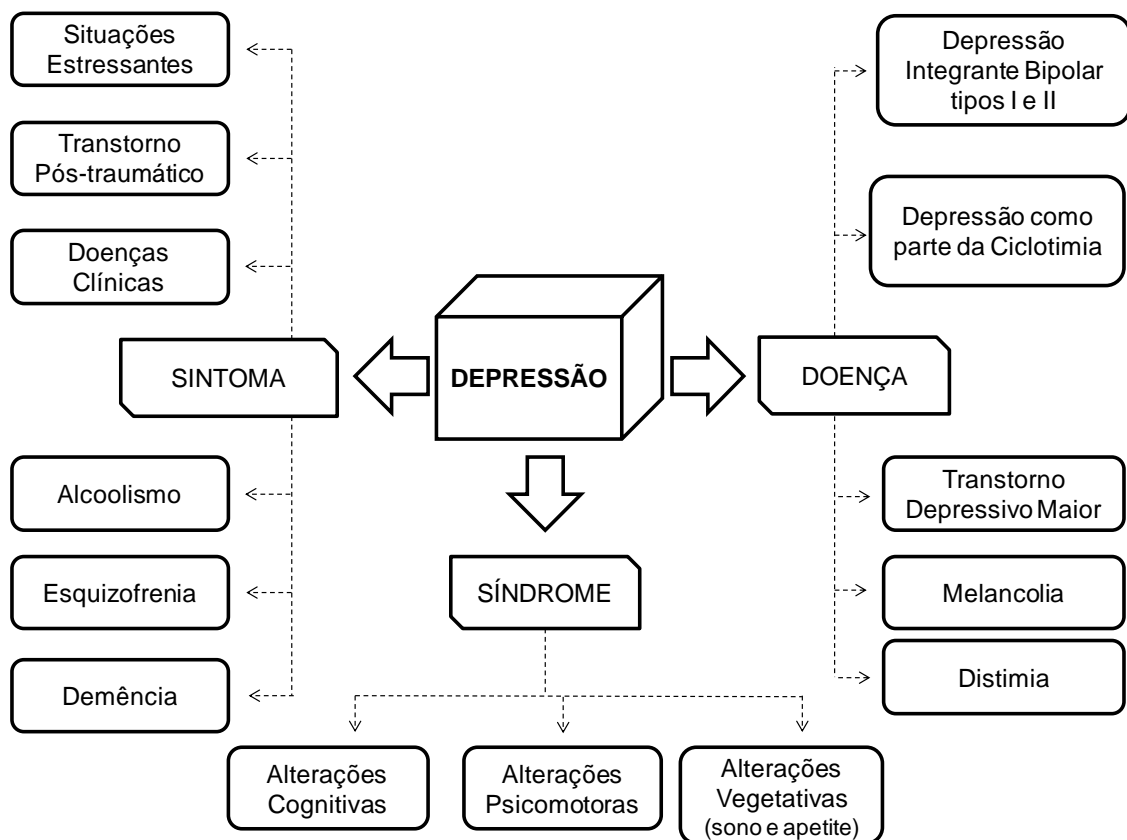 Situações
Estressantes
Transtorno
Pós-traumático
Doenças
Clínicas
SINTOMA
Alcoolismo
Esquizofrenia
Demência
DEPRESSÃO
SÍNDROME
Alterações
Cognitivas
Alterações
Psicomotoras
Alterações
Vegetativas
(sono e apetite)
Depressão
Integrante Bipolar
tipos I e II
Depressão como
parte da Ciclotimia
DOENÇA
Transtorno
Depressivo Maior
Melancolia
Distimia